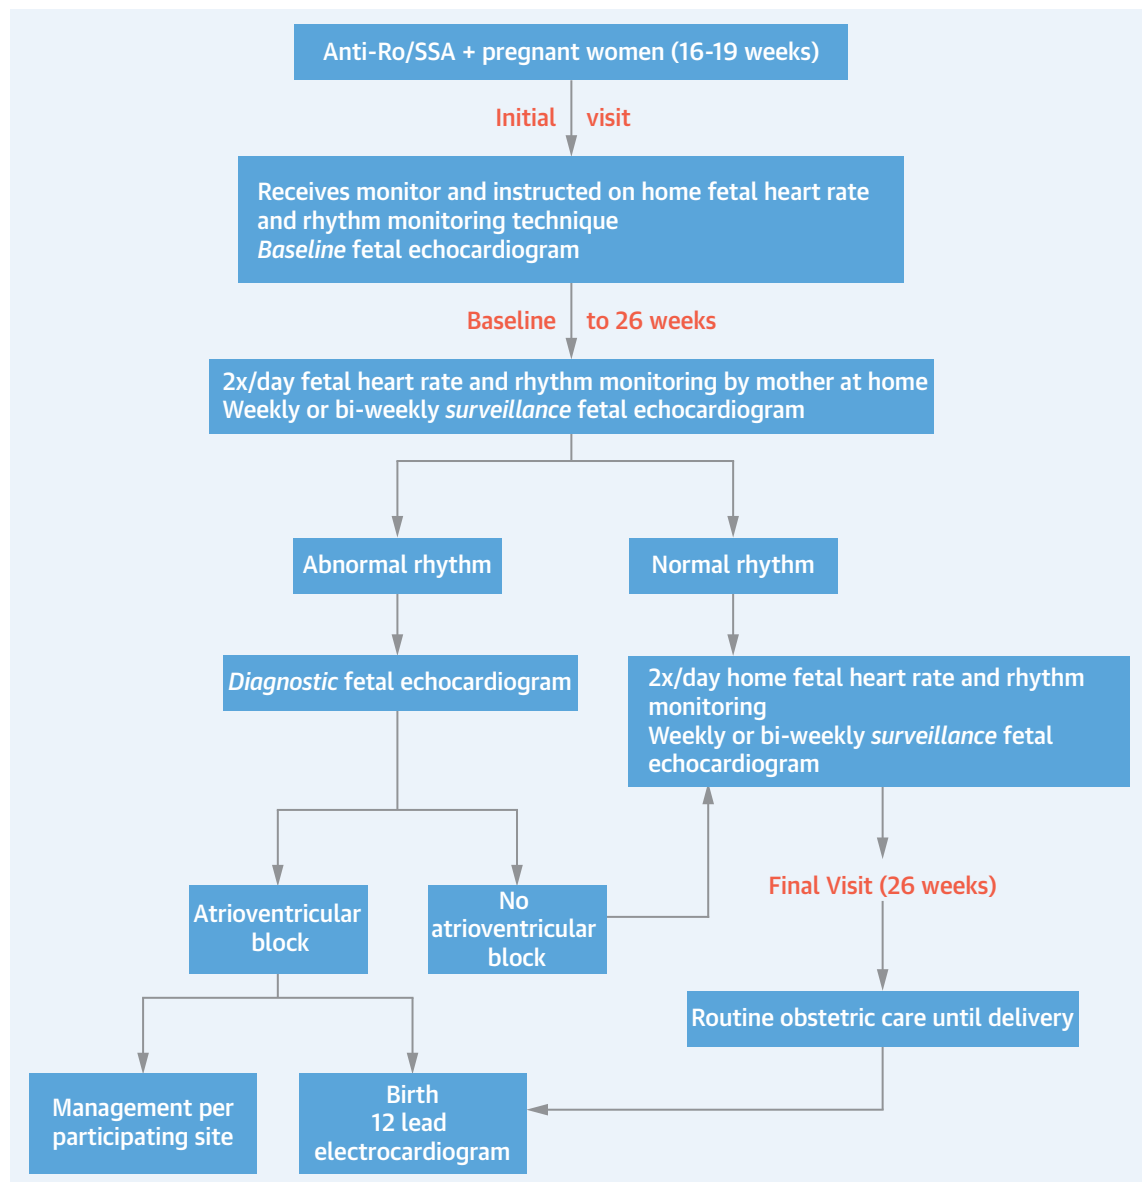 Anti-Ro/SSA + pregnant women (16-19 weeks)
Initial visit
Receives monitor and instructed on home fetal heart rate
and rhythm monitoring technique
Baseline fetal echocardiogram
Baseline to 26 weeks
2x/day fetal heart rate and rhythm monitoring by mother at home
Weekly or bi-weekly surveillance fetal echocardiogram
Abnormal rhythm
Normal rhythm
Diagnostic fetal echocardiogram
2x/day home fetal heart rate and rhythm
monitoring
Weekly or bi-weekly surveillance fetal
echocardiogram
Atrioventricular
block
No
atrioventricular
block
Final Visit (26 weeks)
Routine obstetric care until delivery
Management per
participating site
Birth
12 lead
electrocardiogram